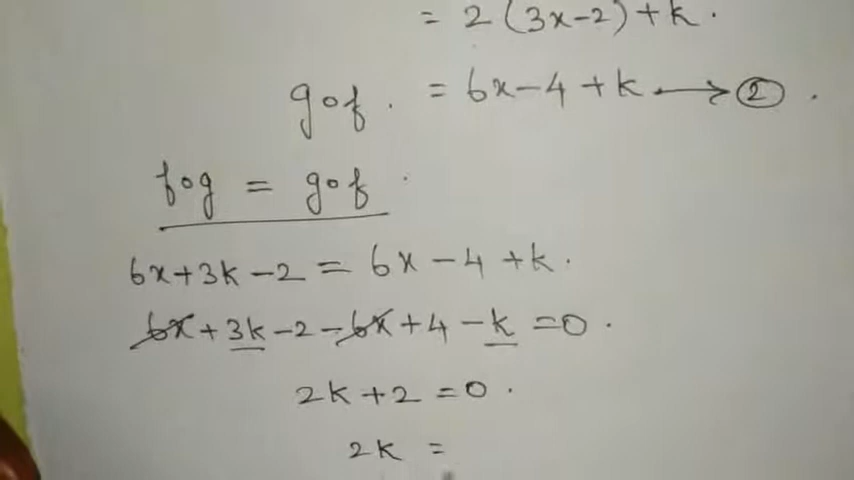 = 2(3x-2)+k.
gof. = 6x-4+k → ②.
fog = gof.
6x+3k-2 = 6x-4+k.
6x+3k-2-6x+4-k=0.
2k+2=0.
2k =